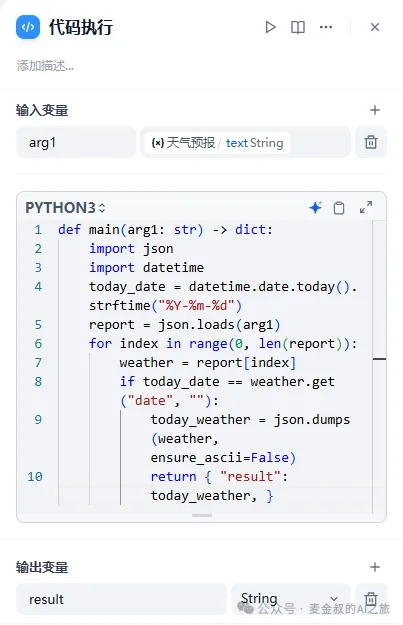 代码执行
添加描述...
输入变量
arg1 {x} 天气预报 / text String
PYTHON3
1 def main(arg1: str) -> dict:
2 import json
3 import datetime
4 today_date = datetime.date.today().
strftime("%Y-%m-%d")
5 report = json.loads(arg1)
6 for index in range(0, len(report)):
7 weather = report[index]
8 if today_date == weather.get
("date", ""):
9 today_weather = json.dumps
(weather,
ensure_ascii=False)
10 return { "result":
today_weather, }
输出变量
result String
公众号 · 麦金叔的AI之旅